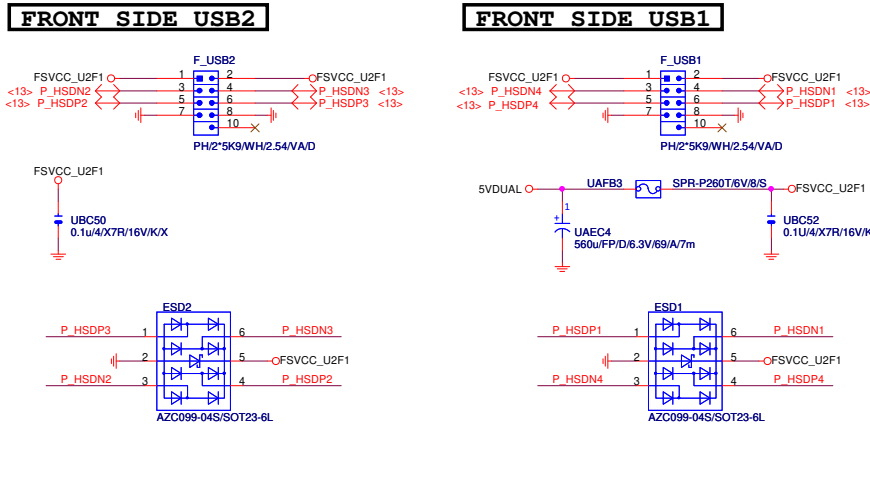 FRONT SIDE USB2
F_USB2
FSVCC_U2F1 1 2 FSVCC_U2F1
<13> P_HSDN2 3 4 P_HSDN3 <13>
<13> P_HSDP2 5 6 P_HSDP3 <13>
7 8
10
PH/2*5K9/WH/2.54/VA/D
FSVCC_U2F1
UBC50
0.1u/4/X7R/16V/K/X
ESD2
P_HSDP3 1 6 P_HSDN3
2 5 FSVCC_U2F1
P_HSDN2 3 4 P_HSDP2
AZC099-04S/SOT23-6L
FRONT SIDE USB1
F_USB1
FSVCC_U2F1 1 2 FSVCC_U2F1
<13> P_HSDN4 3 4 P_HSDN1 <13>
<13> P_HSDP4 5 6 P_HSDP1 <13>
7 8
10
PH/2*5K9/WH/2.54/VA/D
5VDUAL UAFB3 SPR-P260T/6V/8/S FSVCC_U2F1
1
+
UAEC4
560u/FP/D/6.3V/69/A/7m
UBC52
0.1U/4/X7R/16V/K
ESD1
P_HSDP1 1 6 P_HSDN1
2 5 FSVCC_U2F1
P_HSDN4 3 4 P_HSDP4
AZC099-04S/SOT23-6L